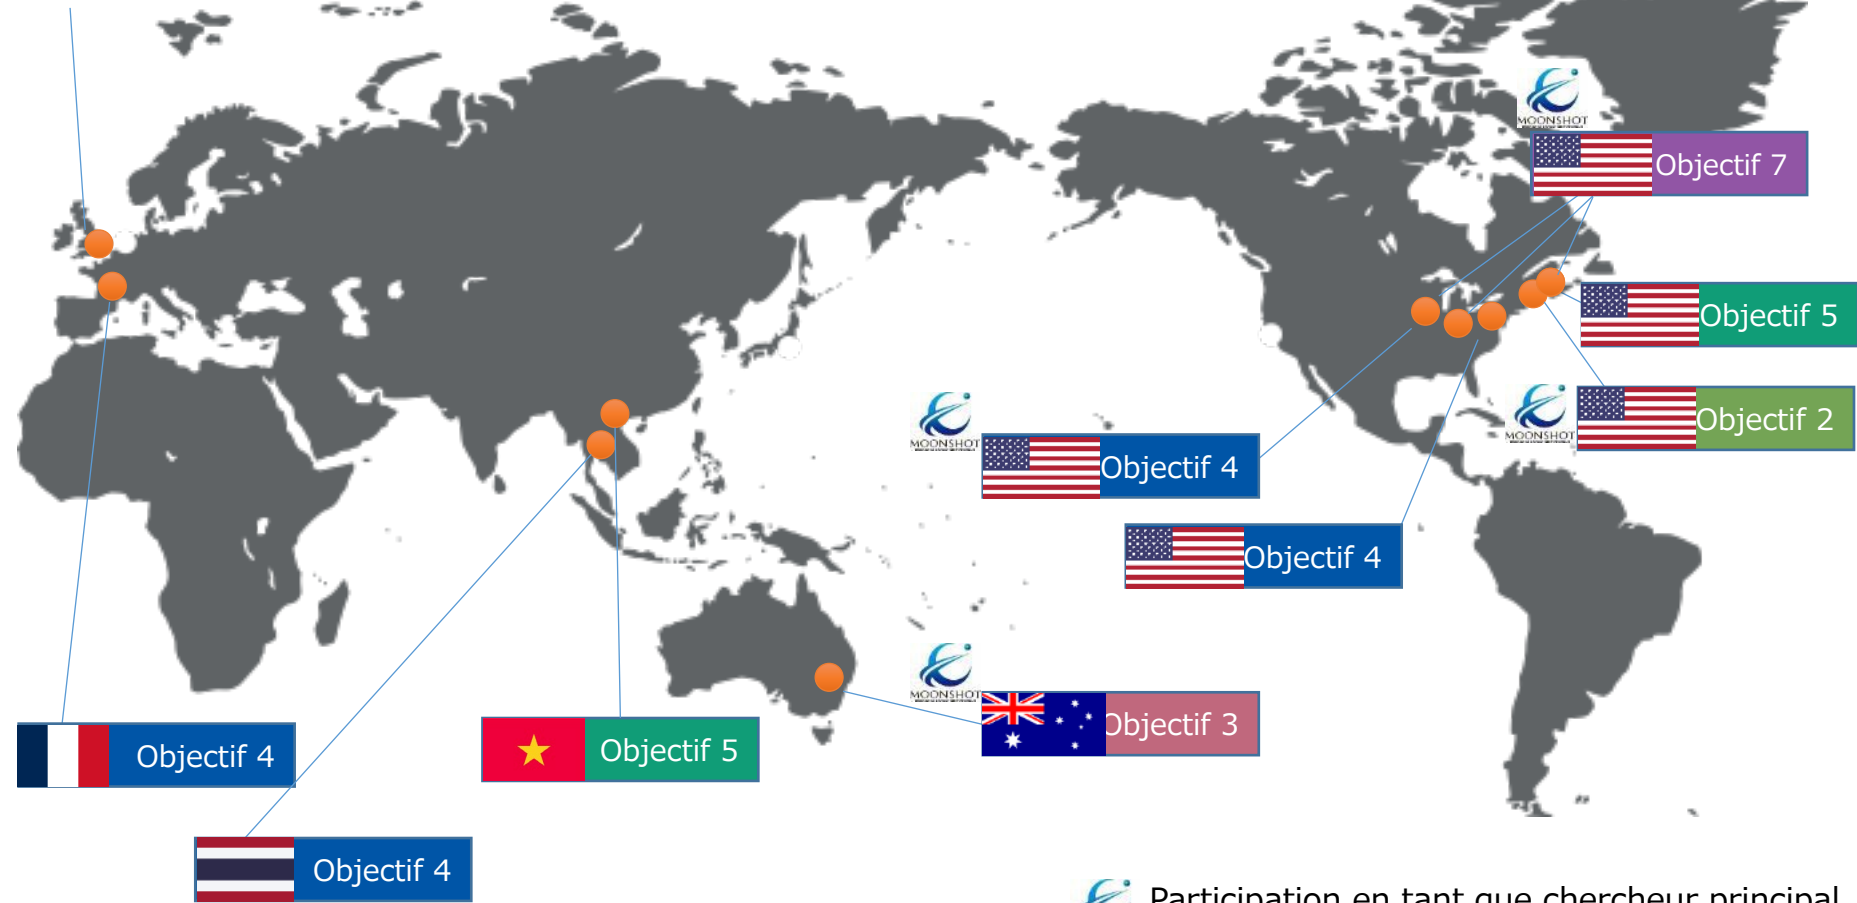 MOONSHOT
Objectif 7
Objectif 5
MOONSHOT
Objectif 2
MOONSHOT
Objectif 4
Objectif 4
MOONSHOT
Objectif 3
Objectif 4
Objectif 5
Objectif 4
Participation en tant que chercheur principal